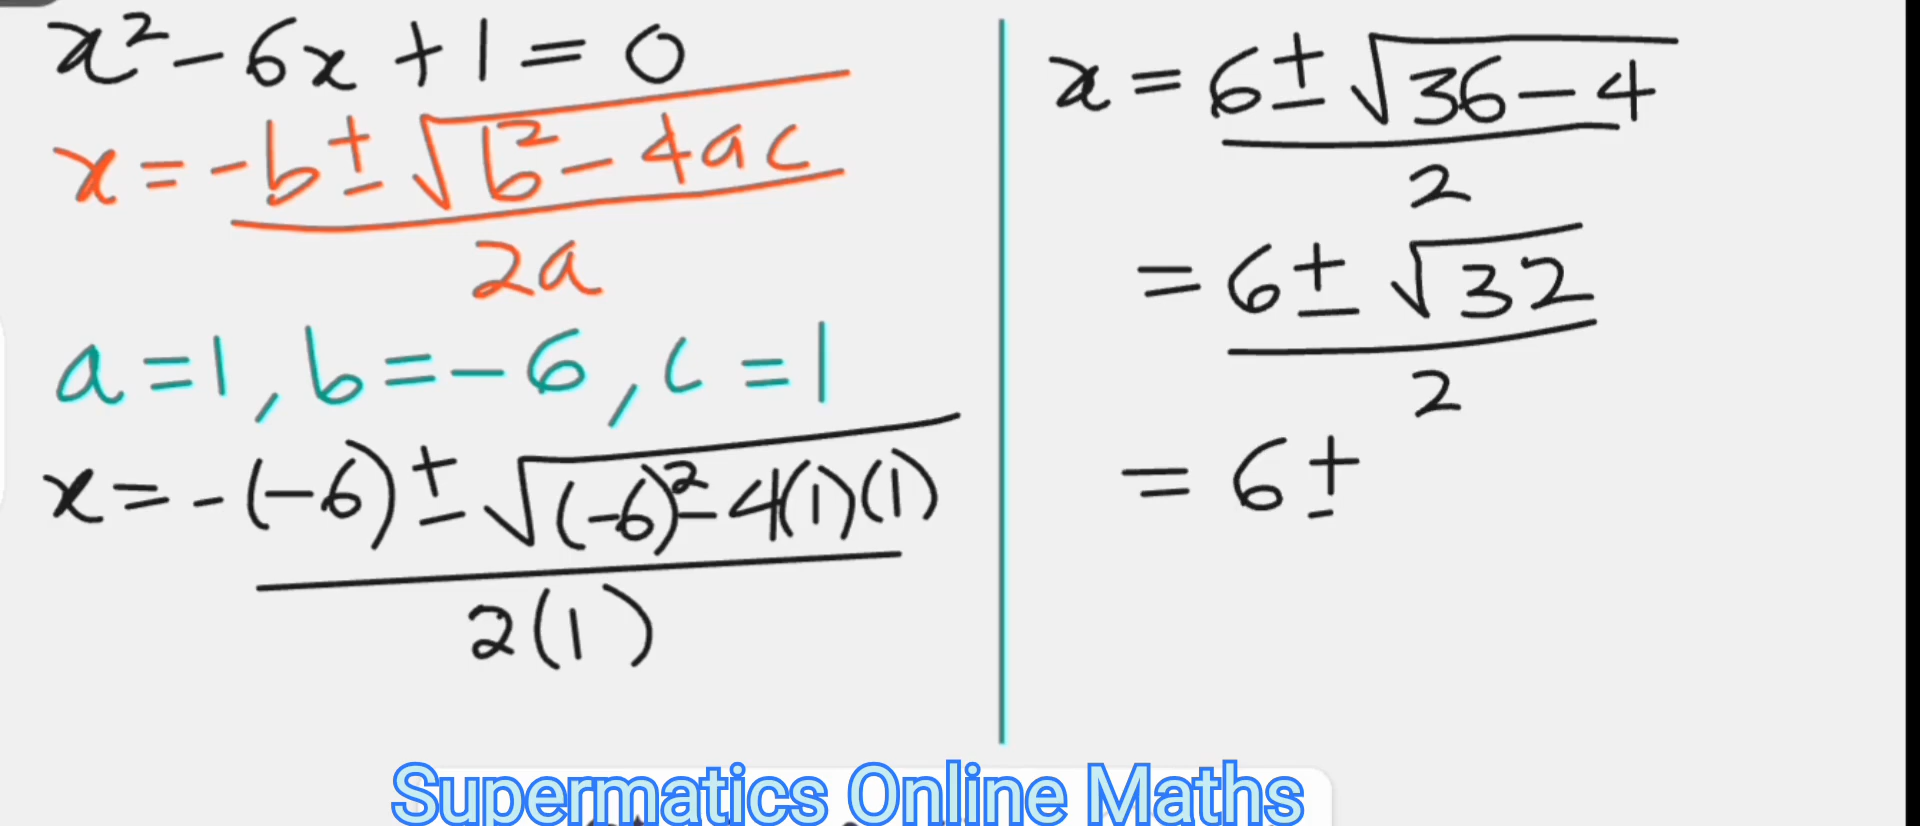 x² - 6x + 1 = 0
x = -b ± √b² - 4ac
2a
a = 1, b = -6, c = 1
x = -(-6) ± √(-6)² - 4(1)(1)
2(1)
x = 6 ± √36 - 4
2
= 6 ± √32
2
= 6 ±
Supermatics Online Maths